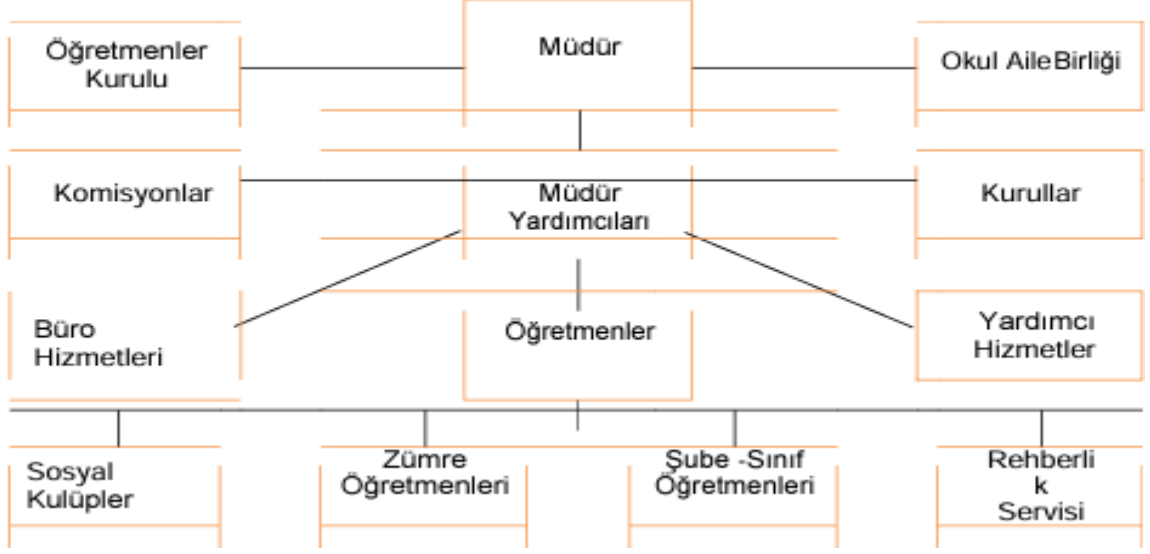 Öğretmenler
Kurulu
Müdür
Okul Aile Birliği
Komisyonlar
Müdür
Yardımcıları
Kurullar
Büro
Hizmetleri
Öğretmenler
Yardımcı
Hizmetler
Sosyal
Kulüpler
Zümre
Öğretmenleri
Şube -Sınıf
Öğretmenleri
Rehberli
k
Servisi